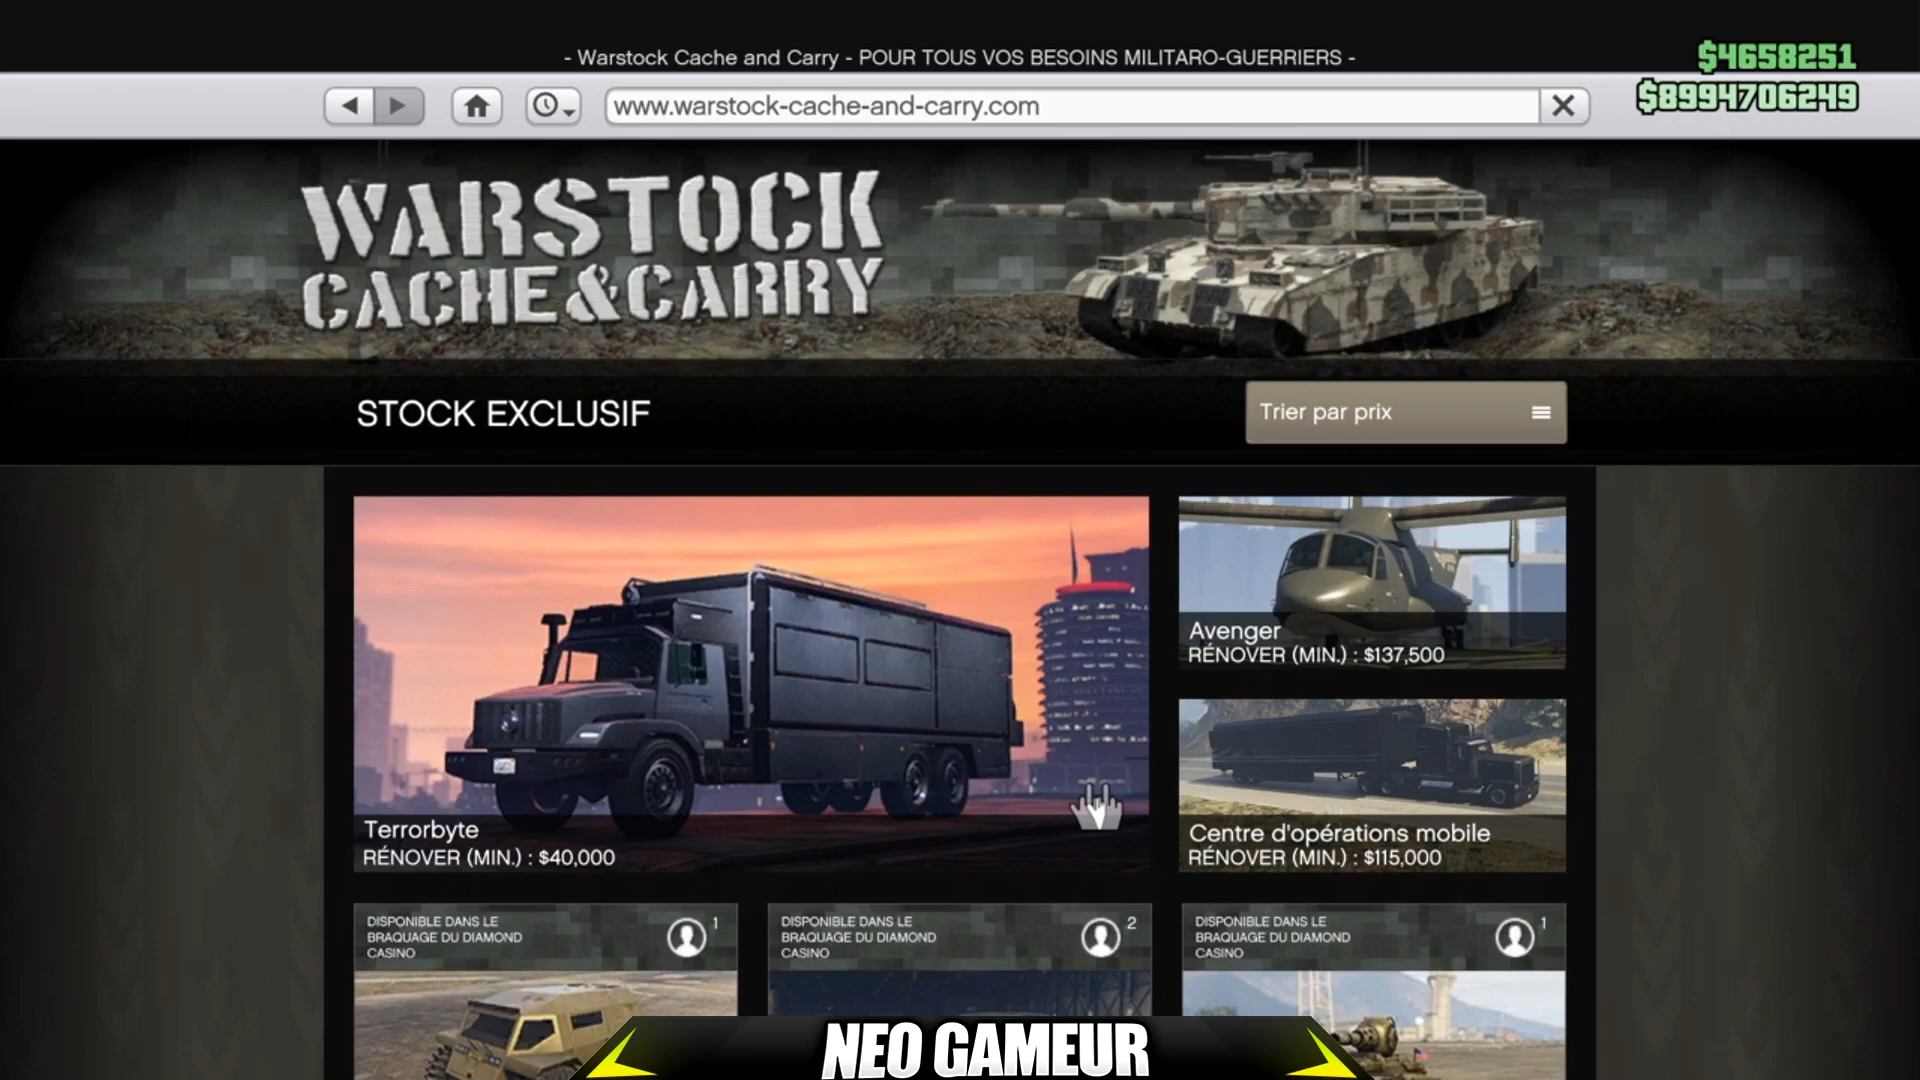 - Warstock Cache and Carry - POUR TOUS VOS BESOINS MILITARO-GUERRIERS -
$4658251
$8994706249
www.warstock-cache-and-carry.com
WARSTOCK
CACHE & CARRY
STOCK EXCLUSIF
Trier par prix
Terrorbyte
RÉNOVER (MIN.) : $40,000
Avenger
RÉNOVER (MIN.) : $137,500
Centre d'opérations mobile
RÉNOVER (MIN.) : $115,000
DISPONIBLE DANS LE
BRAQUAGE DU DIAMOND
CASINO
1
DISPONIBLE DANS LE
BRAQUAGE DU DIAMOND
CASINO
2
DISPONIBLE DANS LE
BRAQUAGE DU DIAMOND
CASINO
1
NEO GAMEUR